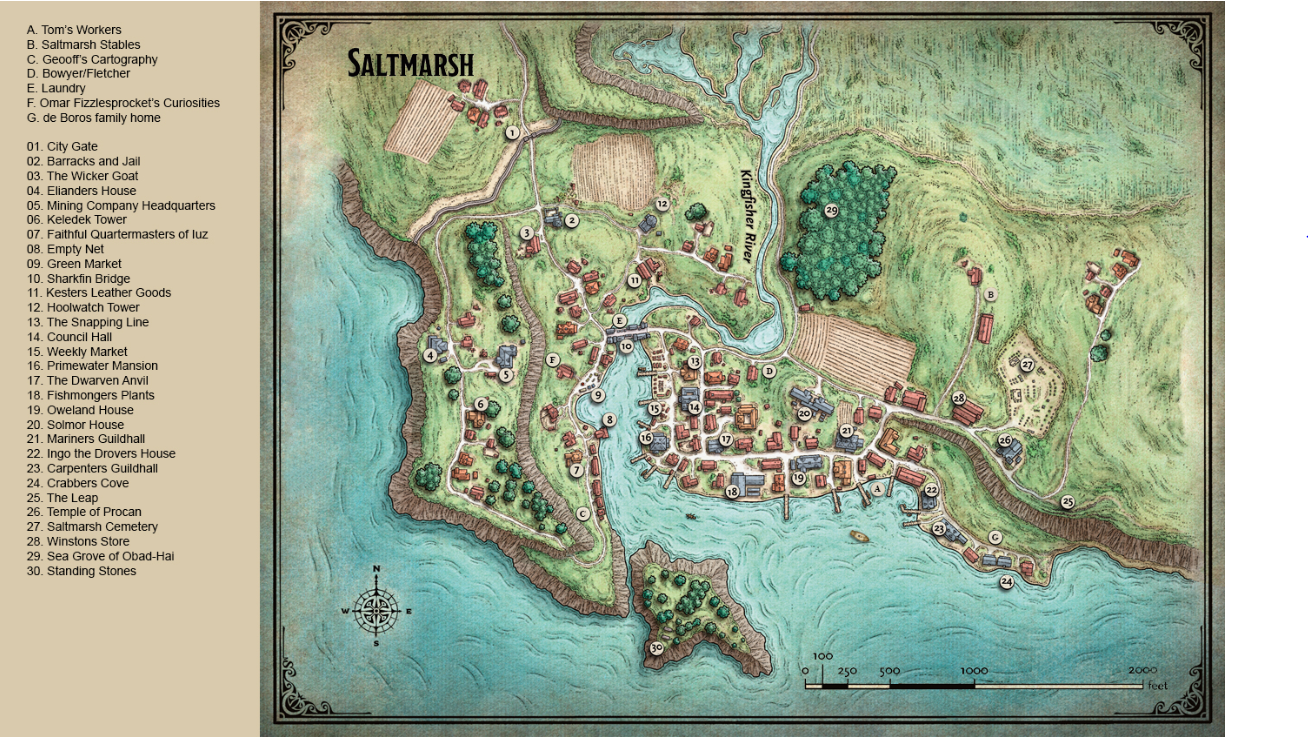 A. Tom's Workers
B. Saltmarsh Stables
C. Geooff's Cartography
D. Bowyer/Fletcher
E. Laundry
F. Omar Fizzlesprocket's Curiosities
G. de Boros family home
01. City Gate
02. Barracks and Jail
03. The Wicker Goat
04. Elianders House
05. Mining Company Headquarters
06. Keledek Tower
07. Faithful Quartermasters of Iuz
08. Empty Net
09. Green Market
10. Sharkfin Bridge
11. Kesters Leather Goods
12. Hoolwatch Tower
13. The Snapping Line
14. Council Hall
15. Weekly Market
16. Primewater Mansion
17. The Dwarven Anvil
18. Fishmongers Plants
19. Oweland House
20. Solmor House
21. Mariners Guildhall
22. Ingo the Drovers House
23. Carpenters Guildhall
24. Crabbers Cove
25. The Leap
26. Temple of Procan
27. Saltmarsh Cemetery
28. Winstons Store
29. Sea Grove of Obad-Hai
30. Standing Stones
SALTMARSH
1
12
29
2
3
Kingfisher River
11
B
E
10
4
F
5
13
D
27
9
6
15
14
20
28
8
16
17
21
26
7
19
18
A
22
25
C
23
G
24
N
W
E
S
30
100
0
250
500
1000
2000
feet